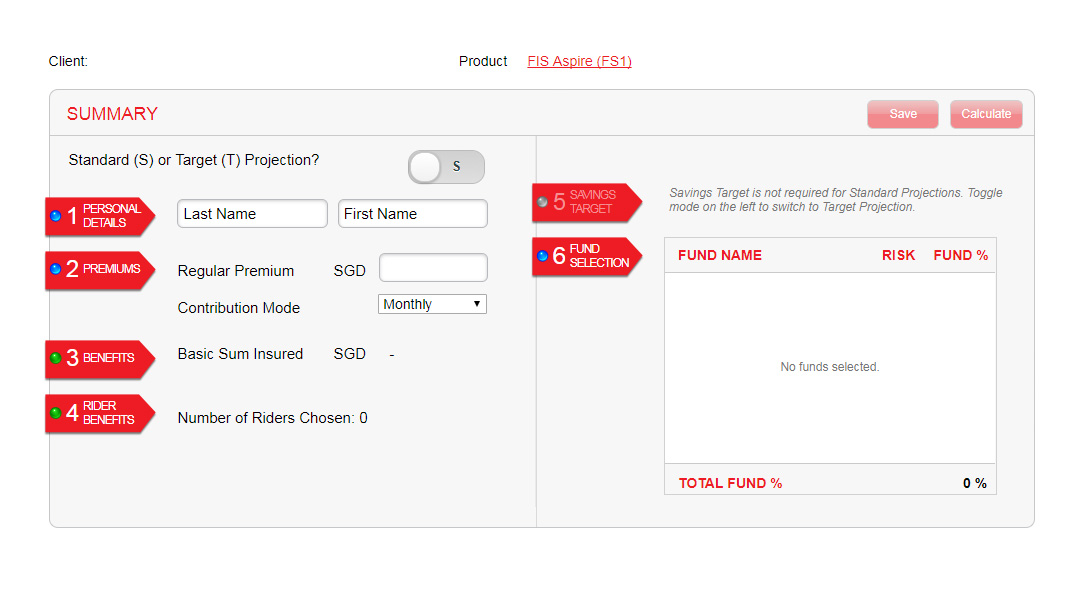 Client:
Product FIS Aspire (FS1)
SUMMARY
Save Calculate
Standard (S) or Target (T) Projection?
S
1 PERSONAL
DETAILS
Last Name First Name
2 PREMIUMS
Regular Premium SGD
Contribution Mode Monthly
3 BENEFITS
Basic Sum Insured SGD -
4 RIDER
BENEFITS
Number of Riders Chosen: 0
5 SAVINGS
TARGET
Savings Target is not required for Standard Projections. Toggle
mode on the left to switch to Target Projection.
6 FUND
SELECTION
FUND NAME RISK FUND %
No funds selected.
TOTAL FUND % 0 %